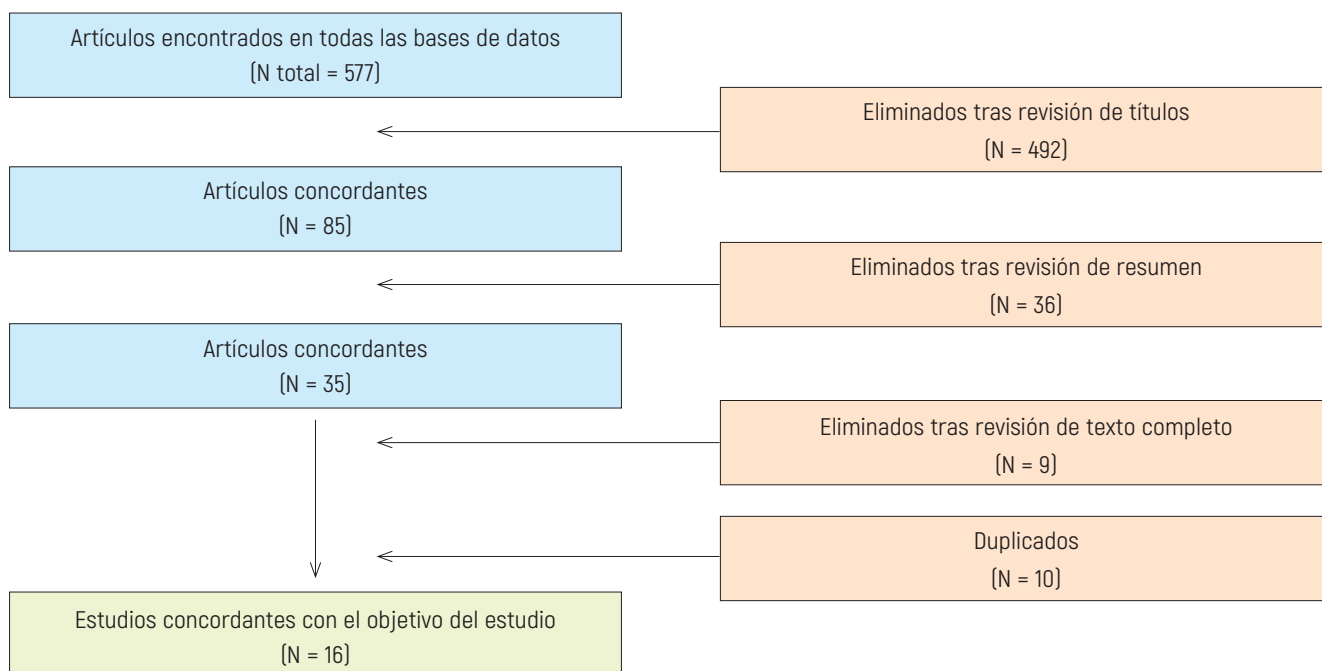 Artículos encontrados en todas las bases de datos
(N total = 577)
Eliminados tras revisión de títulos
(N = 492)
Artículos concordantes
(N = 85)
Eliminados tras revisión de resumen
(N = 36)
Artículos concordantes
(N = 35)
Eliminados tras revisión de texto completo
(N = 9)
Duplicados
(N = 10)
Estudios concordantes con el objetivo del estudio
(N = 16)